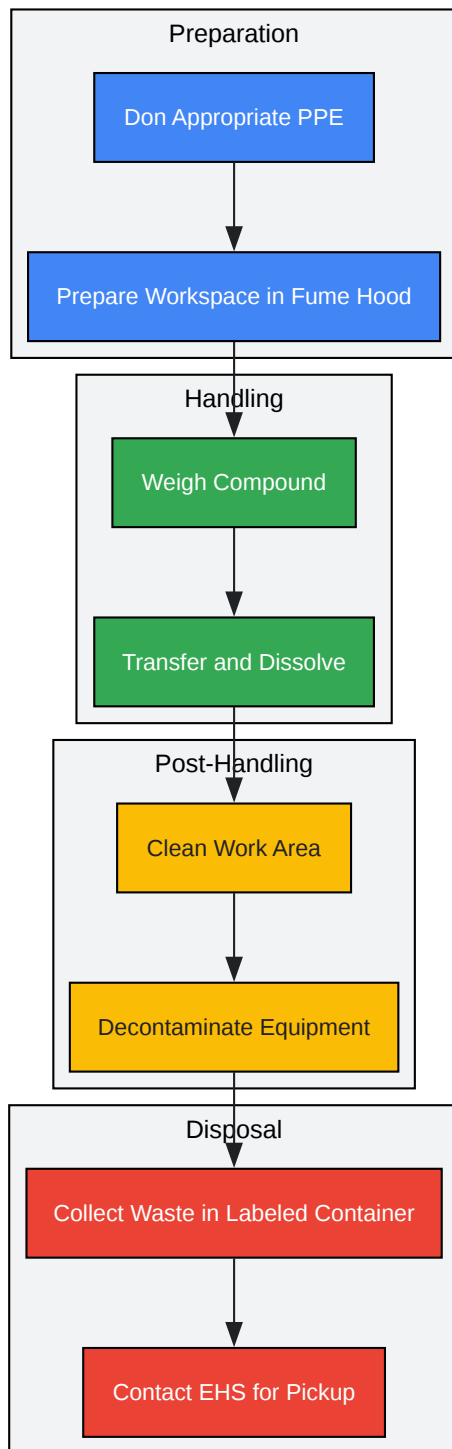 Preparation
Don Appropriate PPE
Prepare Workspace in Fume Hood
Handling
Weigh Compound
Transfer and Dissolve
Post-Handling
Clean Work Area
Decontaminate Equipment
Disposal
Collect Waste in Labeled Container
Contact EHS for Pickup